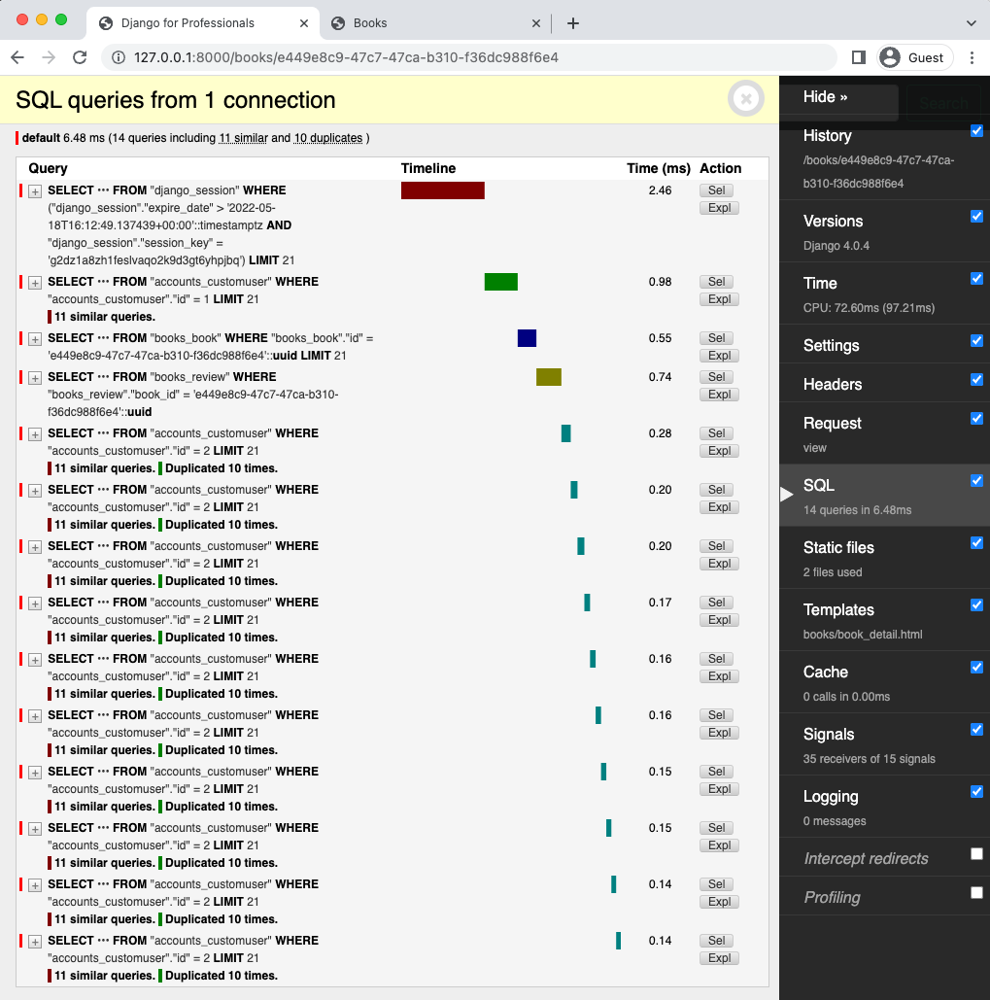 Django for Professionals
Books
127.0.0.1:8000/books/e449e8c9-47c7-47ca-b310-f36dc988f6e4
Guest
SQL queries from 1 connection
default 6.48 ms (14 queries including 11 similar and 10 duplicates )
Query Timeline Time (ms) Action
SELECT ••• FROM "django_session" WHERE 2.46 Sel
("django_session"."expire_date" > '2022-05- Expl
18T16:12:49.137439+00:00'::timestamptz AND
"django_session"."session_key" =
'g2dz1a8zh1feslvaqo2k9d3gt6yhpjbq') LIMIT 21
SELECT ••• FROM "accounts_customuser" WHERE 0.98 Sel
"accounts_customuser"."id" = 1 LIMIT 21 Expl
11 similar queries.
SELECT ••• FROM "books_book" WHERE "books_book"."id" = 0.55 Sel
'e449e8c9-47c7-47ca-b310-f36dc988f6e4'::uuid LIMIT 21 Expl
SELECT ••• FROM "books_review" WHERE 0.74 Sel
"books_review"."book_id" = 'e449e8c9-47c7-47ca-b310- Expl
f36dc988f6e4'::uuid
SELECT ••• FROM "accounts_customuser" WHERE 0.28 Sel
"accounts_customuser"."id" = 2 LIMIT 21 Expl
11 similar queries. Duplicated 10 times.
SELECT ••• FROM "accounts_customuser" WHERE 0.20 Sel
"accounts_customuser"."id" = 2 LIMIT 21 Expl
11 similar queries. Duplicated 10 times.
SELECT ••• FROM "accounts_customuser" WHERE 0.20 Sel
"accounts_customuser"."id" = 2 LIMIT 21 Expl
11 similar queries. Duplicated 10 times.
SELECT ••• FROM "accounts_customuser" WHERE 0.17 Sel
"accounts_customuser"."id" = 2 LIMIT 21 Expl
11 similar queries. Duplicated 10 times.
SELECT ••• FROM "accounts_customuser" WHERE 0.16 Sel
"accounts_customuser"."id" = 2 LIMIT 21 Expl
11 similar queries. Duplicated 10 times.
SELECT ••• FROM "accounts_customuser" WHERE 0.16 Sel
"accounts_customuser"."id" = 2 LIMIT 21 Expl
11 similar queries. Duplicated 10 times.
SELECT ••• FROM "accounts_customuser" WHERE 0.15 Sel
"accounts_customuser"."id" = 2 LIMIT 21 Expl
11 similar queries. Duplicated 10 times.
SELECT ••• FROM "accounts_customuser" WHERE 0.15 Sel
"accounts_customuser"."id" = 2 LIMIT 21 Expl
11 similar queries. Duplicated 10 times.
SELECT ••• FROM "accounts_customuser" WHERE 0.14 Sel
"accounts_customuser"."id" = 2 LIMIT 21 Expl
11 similar queries. Duplicated 10 times.
SELECT ••• FROM "accounts_customuser" WHERE 0.14 Sel
"accounts_customuser"."id" = 2 LIMIT 21 Expl
11 similar queries. Duplicated 10 times.
Hide »
Search
History
/books/e449e8c9-47c7-47ca-
b310-f36dc988f6e4
Versions
Django 4.0.4
Time
CPU: 72.60ms (97.21ms)
Settings
Headers
Request
view
SQL
14 queries in 6.48ms
Static files
2 files used
Templates
books/book_detail.html
Cache
0 calls in 0.00ms
Signals
35 receivers of 15 signals
Logging
0 messages
Intercept redirects
Profiling